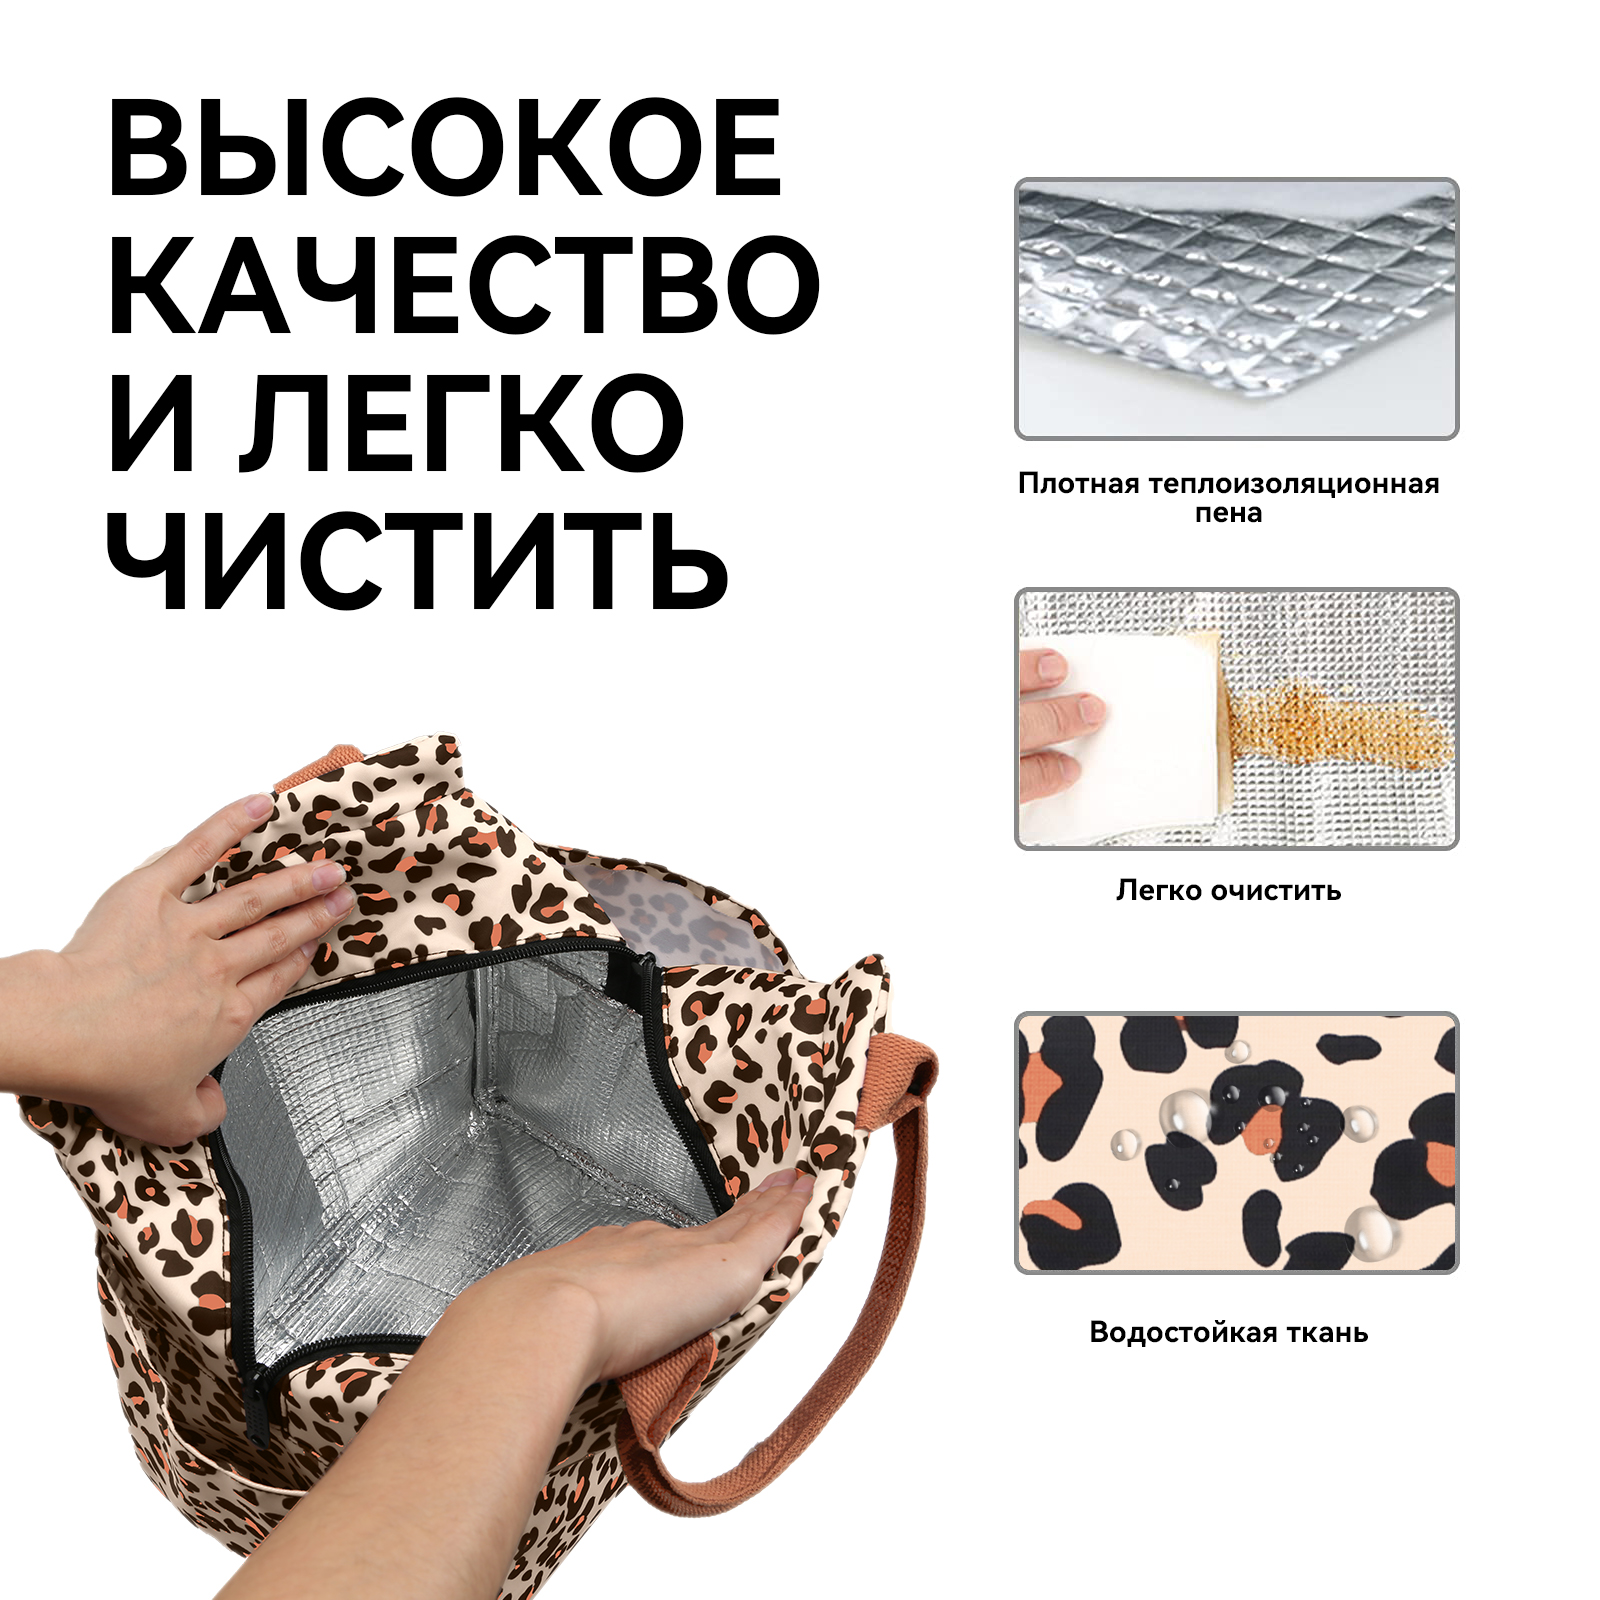 ВЫСОКОЕ
КАЧЕСТВО
И ЛЕГКО
ЧИСТИТЬ
Плотная теплоизоляционная
пена
Легко очистить
Водостойкая ткань